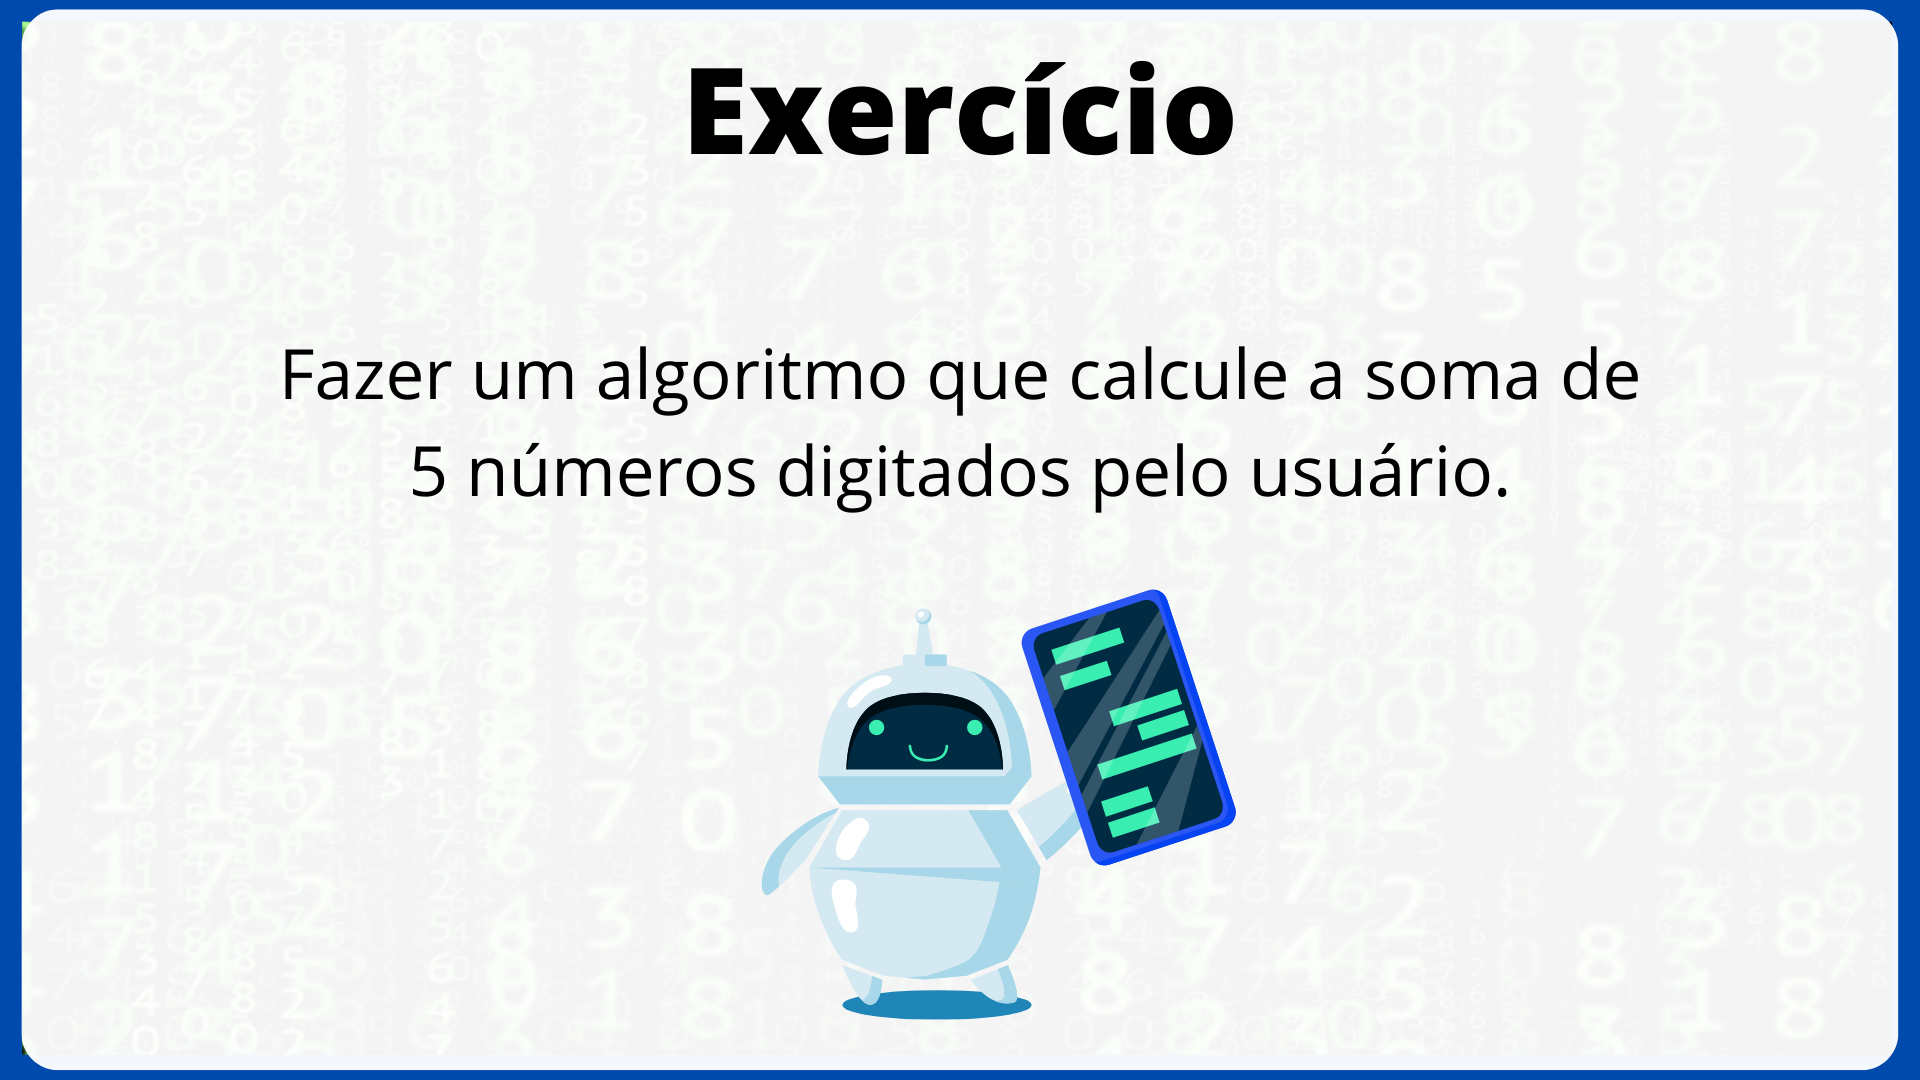 Exercício
Fazer um algoritmo que calcule a soma de
5 números digitados pelo usuário.